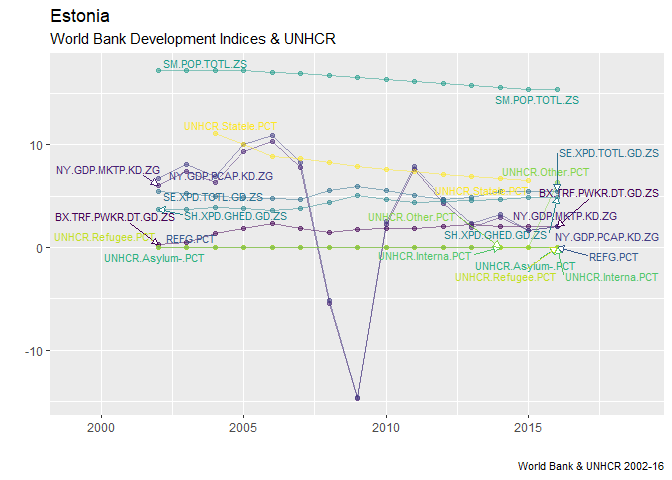 Estonia
World Bank Development Indices & UNHCR
SM.POP.TOTL.ZS
SM.POP.TOTL.ZS
UNHCR.Statele.PCT
10
SE.XPD.TOTL.GD.ZS
NY.GDP.MKTP.KD.ZG
NY.GDP.PCAP.KD.ZG
UNHCR.Other.PCT
SE.XPD.TOTL.GD.ZS
UNHCR.Statele.PCT
BX.TRF.PWKR.DT.GD.ZS
BX.TRF.PWKR.DT.GD.ZS
SH.XPD.GHED.GD.ZS
UNHCR.Other.PCT
NY.GDP.MKTP.KD.ZG
UNHCR.Refugee.PCT
REFG.PCT
SH.XPD.GHED.GD.ZS
NY.GDP.PCAP.KD.ZG
0
UNHCR.Asylum-.PCT
UNHCR.Interna.PCT
REFG.PCT
UNHCR.Asylum-.PCT
UNHCR.Refugee.PCT
UNHCR.Interna.PCT
-10
2000
2005
2010
2015
World Bank & UNHCR 2002-16